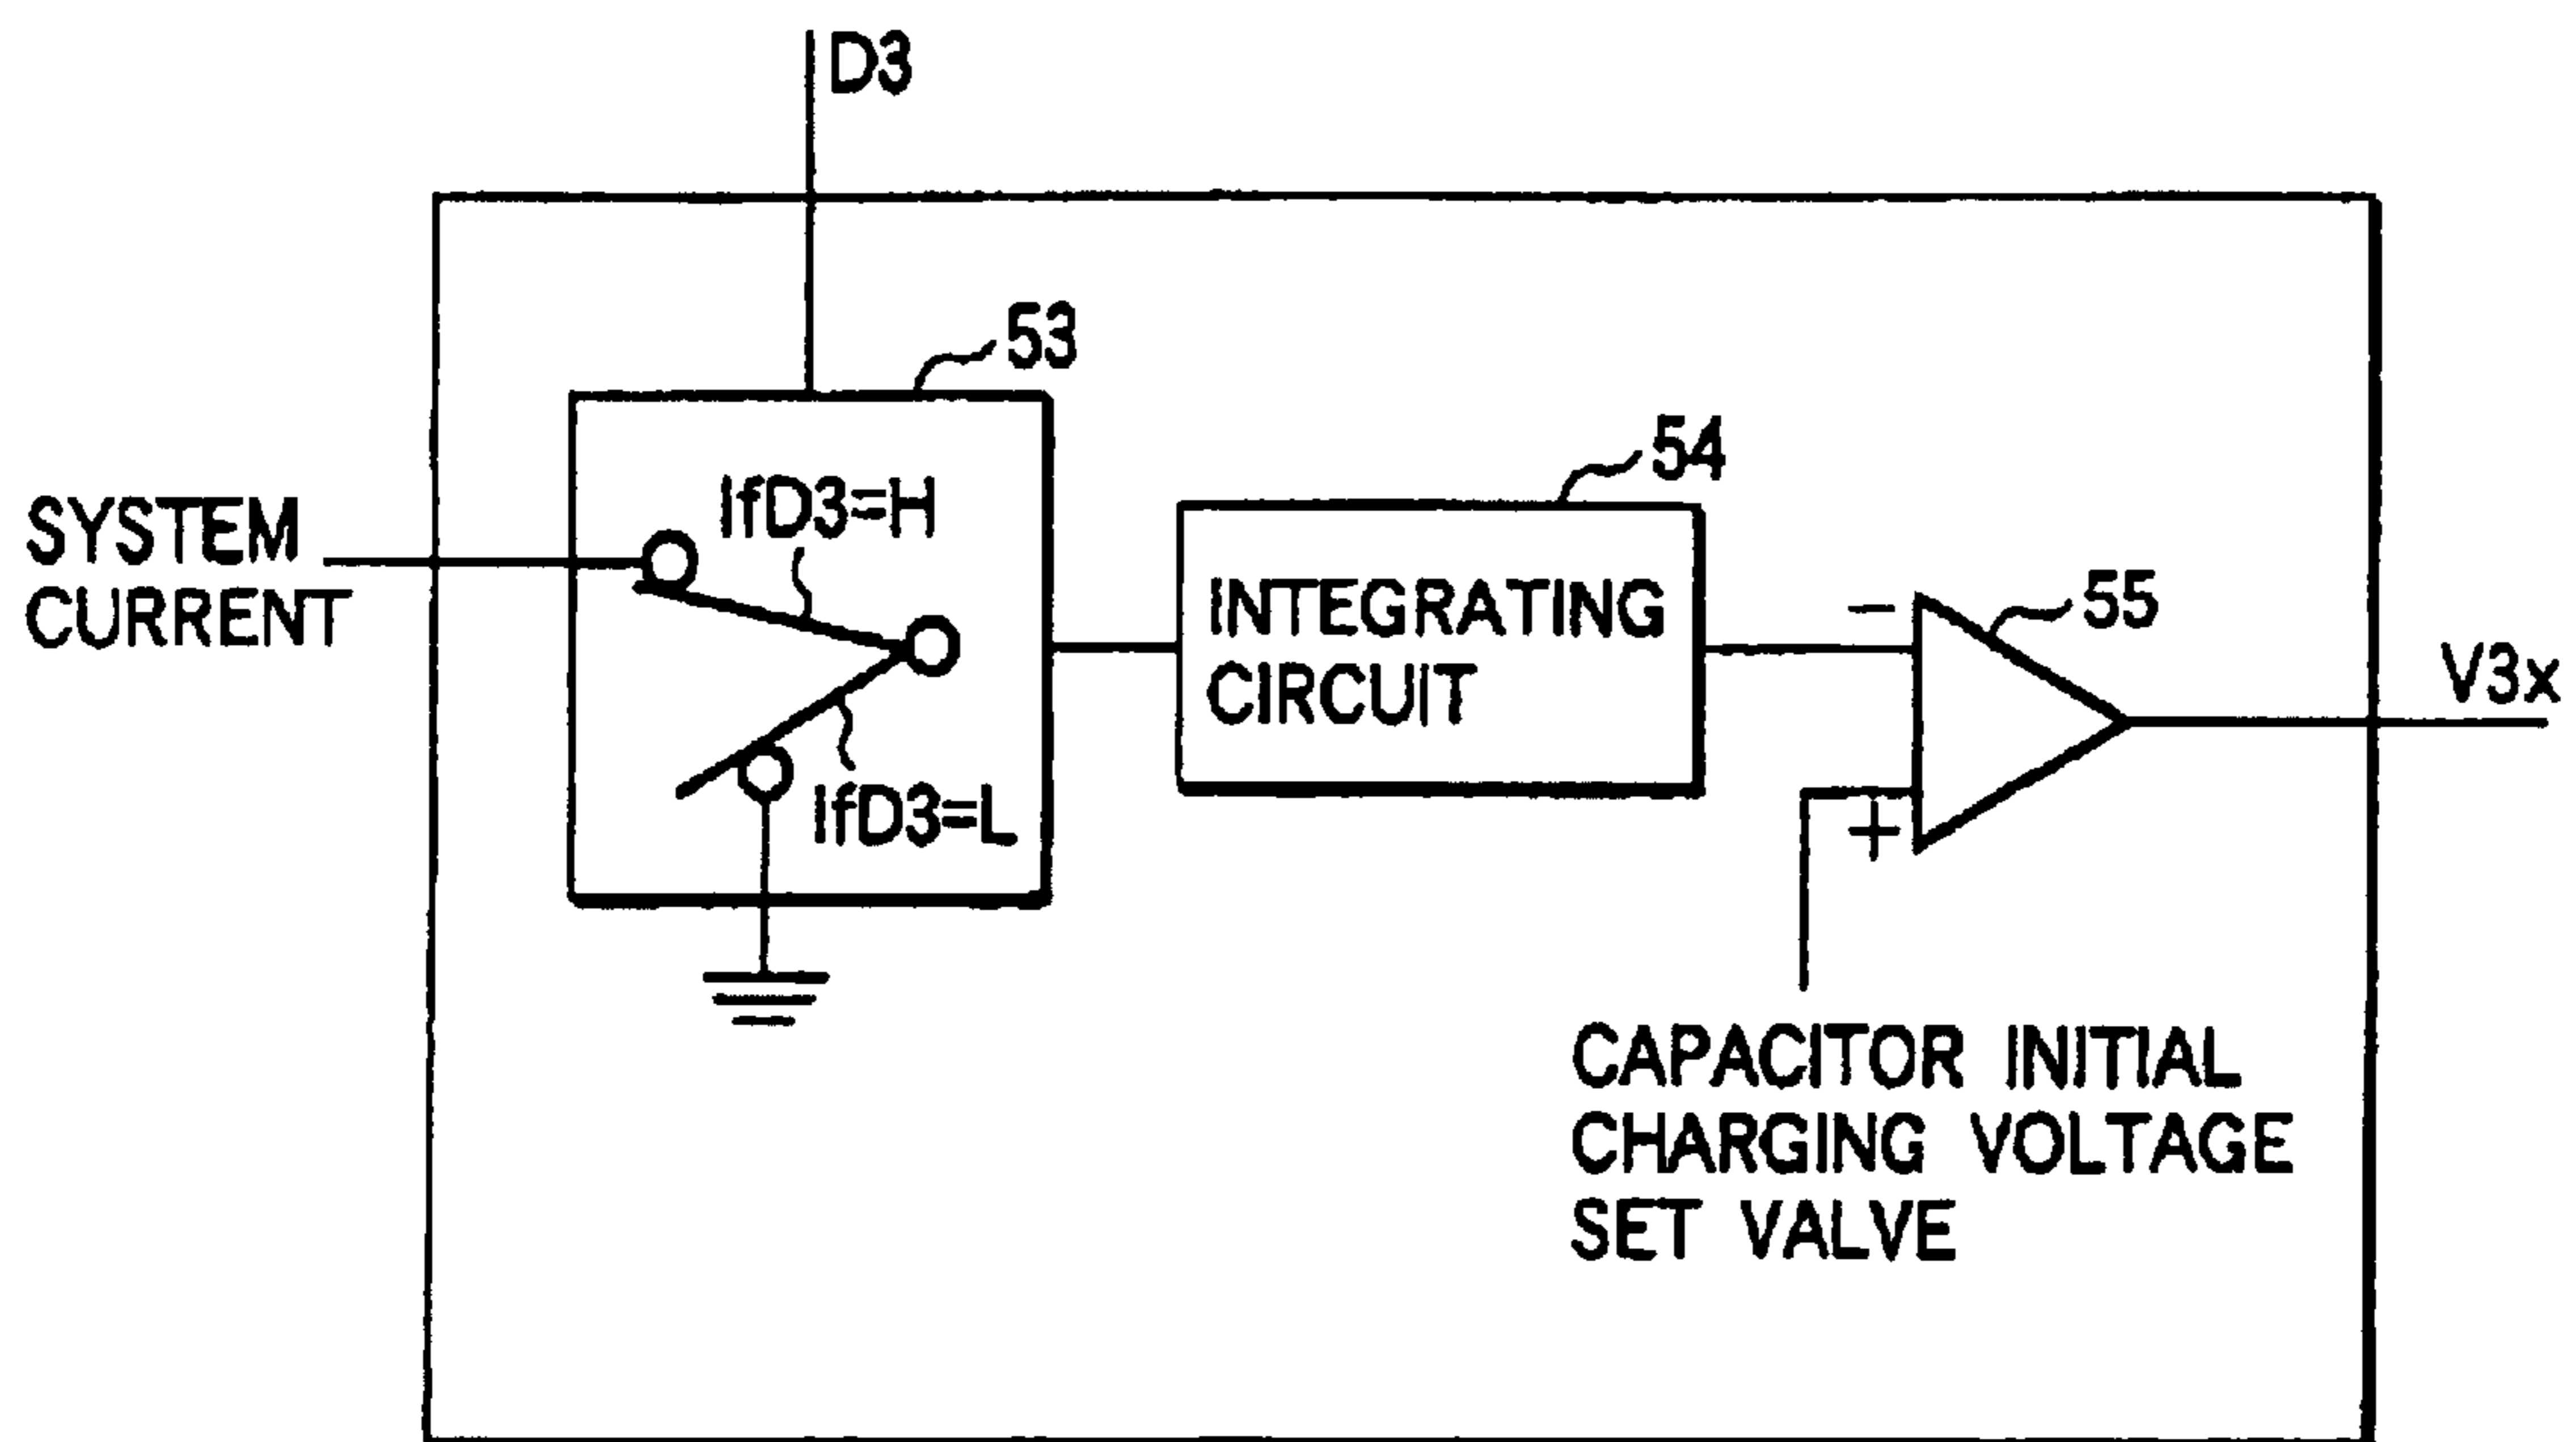 D3
53
IfD3=H
54
SYSTEM
CURRENT
INTEGRATING
CIRCUIT
−
55
V3x
IfD3=L
+
CAPACITOR INITIAL
CHARGING VOLTAGE
SET VALVE